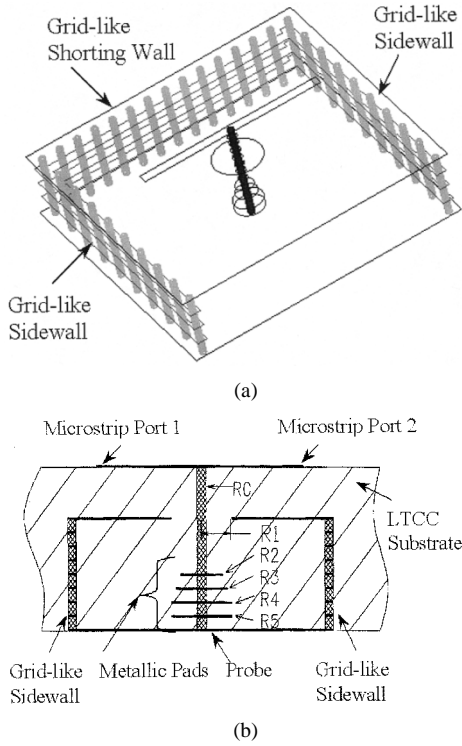 Grid-like
Shorting Wall
Grid-like
Sidewall
Grid-like
Sidewall
(a)
Microstrip Port 1
Microstrip Port 2
R0
R1
R2
R3
R4
R5
LTCC
Substrate
Grid-like
Sidewall
Metallic Pads
Probe
Grid-like
Sidewall
(b)